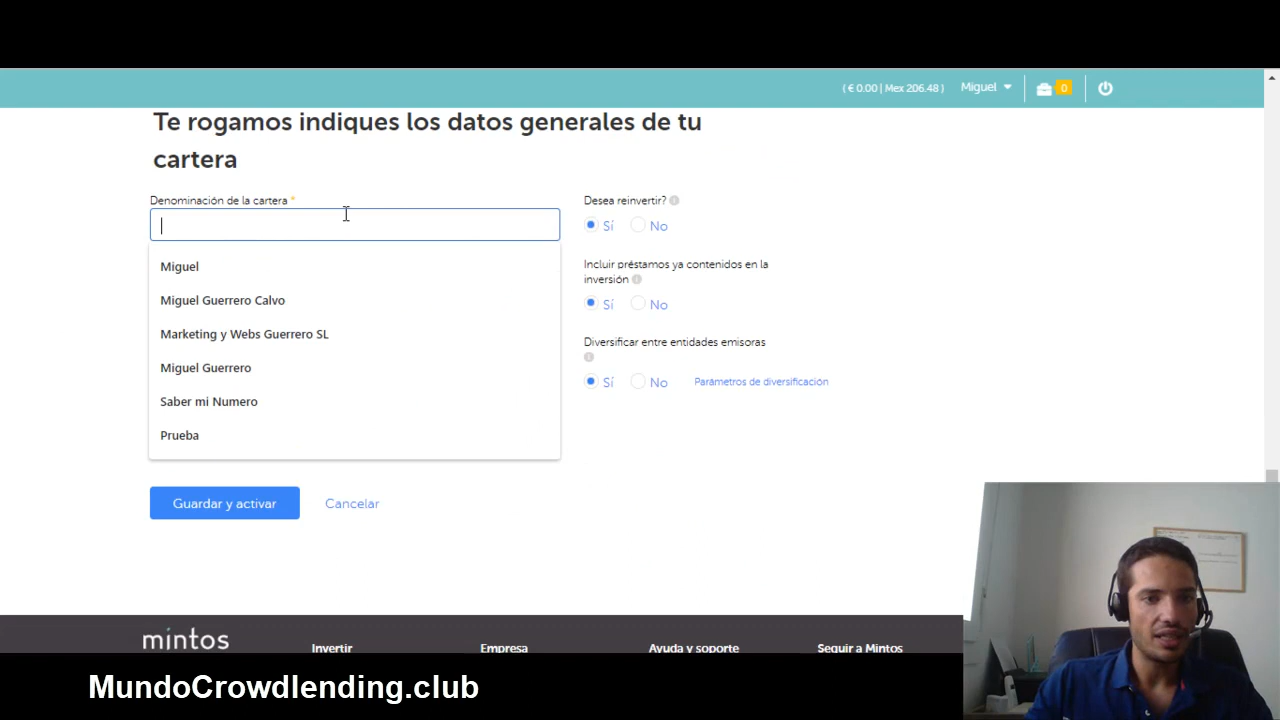 ( € 0.00 | Mex 206.48 ) Miguel 0
Te rogamos indiques los datos generales de tu
cartera
Denominación de la cartera *
Miguel
Miguel Guerrero Calvo
Marketing y Webs Guerrero SL
Miguel Guerrero
Saber mi Numero
Prueba
Desea reinvertir?
Sí No
Incluir préstamos ya contenidos en la
inversión
Sí No
Diversificar entre entidades emisoras
Sí No Parámetros de diversificación
Guardar y activar Cancelar
mintos Invertir Empresa Ayuda y soporte Seguir a Mintos
MundoCrowdlending.club